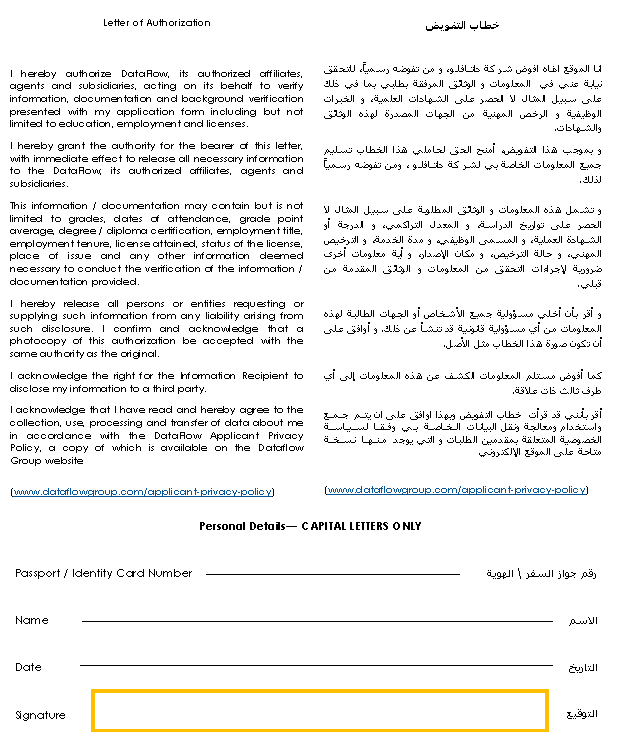 Letter of Authorization
I hereby authorize DataFlow, its authorized affiliates,
agents and subsidiaries, acting on its behalf to verify
information, documentation and background verification
presented with my application form including but not
limited to education, employment and licenses.
I hereby grant the authority for the bearer of this letter,
with immediate effect to release all necessary information
to the DataFlow, its authorized affiliates, agents and
subsidiaries.
This information / documentation may contain but is not
limited to grades, dates of attendance, grade point
average, degree / diploma certification, employment title,
employment tenure, license attained, status of the license,
place of issue and any other information deemed
necessary to conduct the verification of the information /
documentation provided.
I hereby release all persons or entities requesting or
supplying such information from any liability arising from
such disclosure. I confirm and acknowledge that a
photocopy of this authorization be accepted with the
same authority as the original.
I acknowledge the right for the Information Recipient to
disclose my information to a third party.
I acknowledge that I have read and hereby agree to the
collection, use, processing and transfer of data about me
in accordance with the DataFlow Applicant Privacy
Policy, a copy of which is available on the Dataflow
Group website
(www.dataflowgroup.com/applicant-privacy-policy)
خطاب التفويض
انا الموقع ادناه افوض شركة داتافلو، و من تفوضه رسمياً، للتحقق
نيابة عني في المعلومات و الوثائق المرفقة بطلبي بما في ذلك
على سبيل المثال لا الحصر على الشهادات العلمية، و الخبرات
الوظيفية و الرخص المهنية من الجهات المصدرة لهذه الوثائق
والشهادات.
و بموجب هذا التفويض، أمنح الحق لحاملي هذا الخطاب تسليم
جميع المعلومات الخاصة بي لشركة داتافلو ، ومن تفوضه رسمياً
لذلك.
و تشمل هذه المعلومات و الوثائق المطلوبة على سبيل المثال لا
الحصر على تواريخ الدراسة، و المعدل التراكمي، و الدرجة أو
الشهادة العملية، و المسمى الوظيفي، و مدة الخدمة، و الترخيص
المهني، و حالة الترخيص، و مكان الإصدار، و أية معلومات أخرى
ضرورية لإجراءات التحقق من المعلومات و الوثائق المقدمة من
قبلي.
و أقر بأن أخلي مسؤولية جميع الأشخاص أو الجهات الطالبة لهذه
المعلومات من أي مسؤولية قانونية قد تنشأ عن ذلك. و أوافق على
أن تكون صورة هذا الخطاب مثل الأصل.
كما أفوض مستلم المعلومات الكشف عن هذه المعلومات إلى أي
طرف ثالث ذات علاقة.
أقر بأنني قد قرأت خطاب التفويض وبهذا اوافق على ان يتم جمع
واستخدام ومعالجة ونقل البيانات الخاصة بي وفقا لسياسة
الخصوصية المتعلقة بمقدمين الطلبات و التي يوجد منها نسخة
متاحة على الموقع الإلكتروني
(www.dataflowgroup.com/applicant-privacy-policy)
Personal Details— CAPITAL LETTERS ONLY
Passport / Identity Card Number رقم جواز السفر \ الهوية
Name الاسم
Date التاريخ
Signature التوقيع